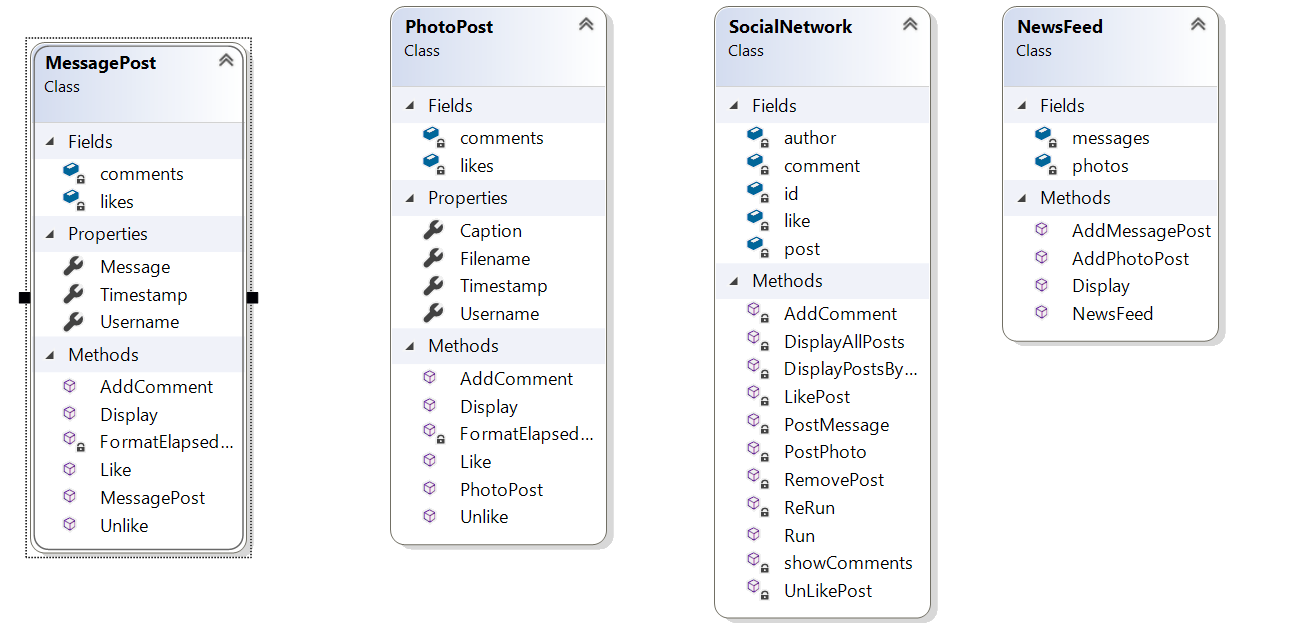 MessagePost
Class
Fields
comments
likes
Properties
Message
Timestamp
Username
Methods
AddComment
Display
FormatElapsed...
Like
MessagePost
Unlike
PhotoPost
Class
Fields
comments
likes
Properties
Caption
Filename
Timestamp
Username
Methods
AddComment
Display
FormatElapsed...
Like
PhotoPost
Unlike
SocialNetwork
Class
Fields
author
comment
id
like
post
Methods
AddComment
DisplayAllPosts
DisplayPostsBy...
LikePost
PostMessage
PostPhoto
RemovePost
ReRun
Run
showComments
UnLikePost
NewsFeed
Class
Fields
messages
photos
Methods
AddMessagePost
AddPhotoPost
Display
NewsFeed